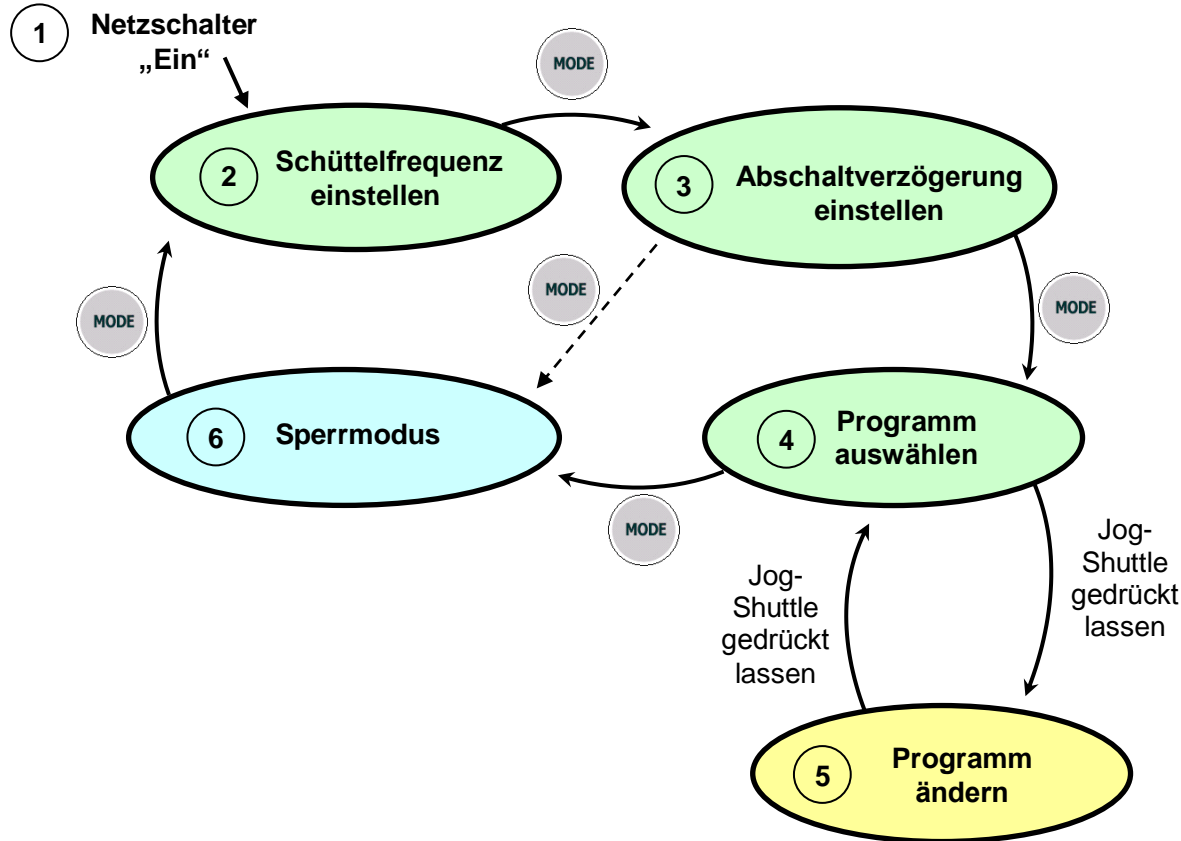 1 Netzschalter
„Ein“
MODE
2 Schüttelfrequenz
einstellen
3 Abschaltverzögerung
einstellen
MODE
MODE
MODE
6 Sperrmodus
4 Programm
auswählen
MODE
Jog-
Shuttle
gedrückt
lassen
Jog-
Shuttle
gedrückt
lassen
5 Programm
ändern